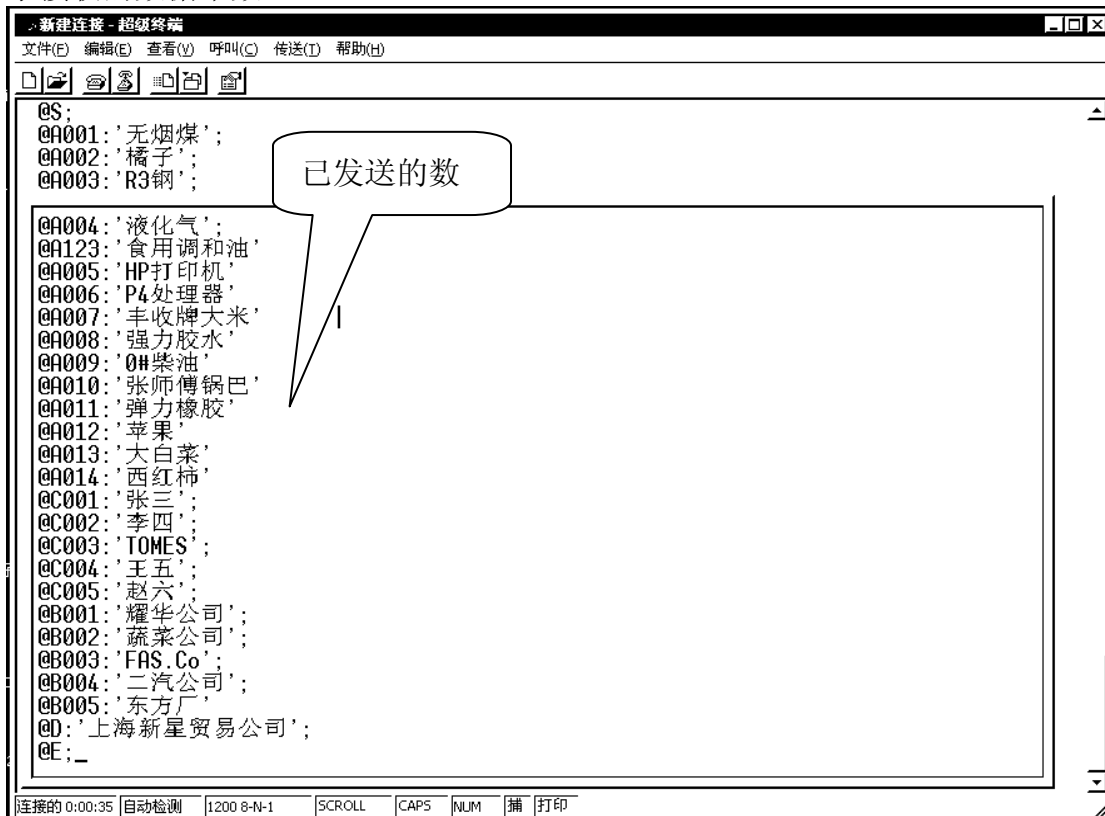 新建连接 - 超级终端
文件(F) 编辑(E) 查看(V) 呼叫(C) 传送(T) 帮助(H)
@S;
@A001:'无烟煤';
@A002:'橘子';
@A003:'R3钢';
已发送的数
@A004:'液化气';
@A123:'食用调和油'
@A005:'HP打印机'
@A006:'P4处理器'
@A007:'丰收牌大米'
@A008:'强力胶水'
@A009:'0#柴油'
@A010:'张师傅锅巴'
@A011:'弹力橡胶'
@A012:'苹果'
@A013:'大白菜'
@A014:'西红柿'
@C001:'张三';
@C002:'李四';
@C003:'TOMES';
@C004:'王五';
@C005:'赵六';
@B001:'耀华公司';
@B002:'蔬菜公司';
@B003:'FAS.Co';
@B004:'二汽公司';
@B005:'东方厂'
@D:'上海新星贸易公司';
@E;_
连接的 0:00:35 自动检测 1200 8-N-1 SCROLL CAPS NUM 捕 打印